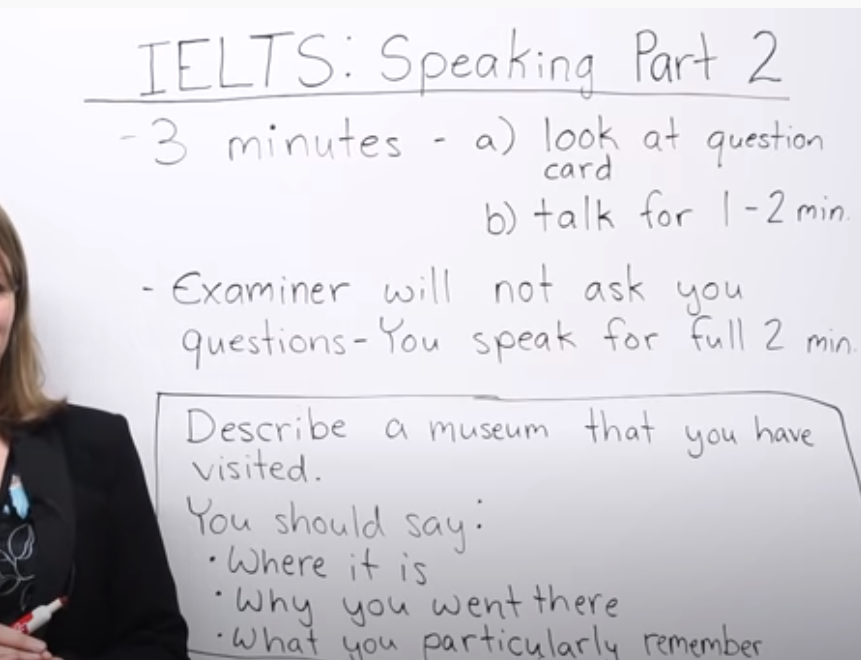 IELTS: Speaking Part 2
- 3 minutes - a) look at question
card
b) talk for 1-2 min.
- Examiner will not ask you
questions - You speak for full 2 min.
Describe a museum that you have
visited.
You should say:
• Where it is
• Why you went there
• What you particularly remember